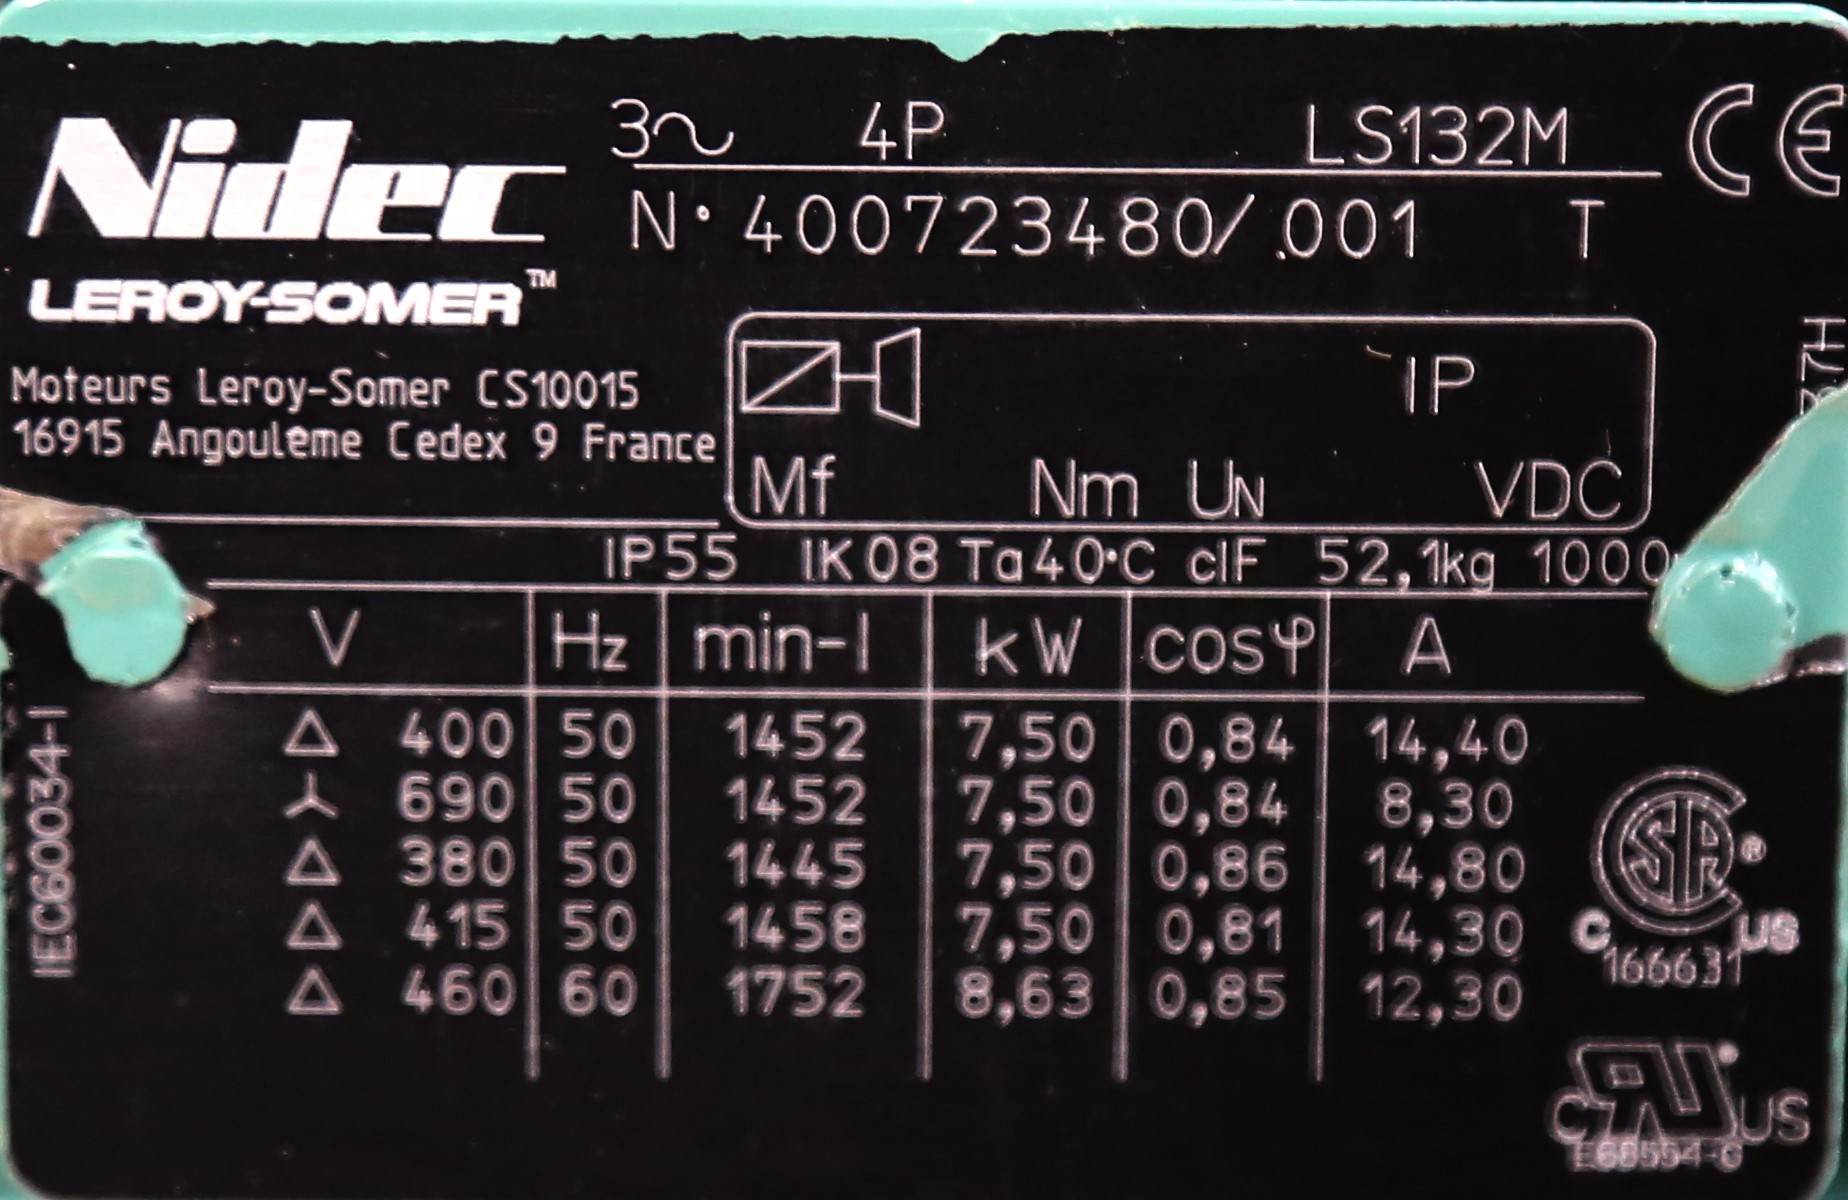 Nidec
LEROY-SOMER™
Moteurs Leroy-Somer CS10015
16915 Angoulême Cedex 9 France
3~ 4P LS132M CE
N° 400723480/.001 T
IP
Mf Nm UN VDC
IP55 IK08 Ta40°C clF 52,1kg 1000
V Hz min-1 kW cosφ A
Δ 400 50 1452 7,50 0,84 14,40
⅄ 690 50 1452 7,50 0,84 8,30
Δ 380 50 1445 7,50 0,86 14,80
Δ 415 50 1458 7,50 0,81 14,30
Δ 460 60 1752 8,63 0,85 12,30
IEC60034-1
SA®
C US
166631
C US